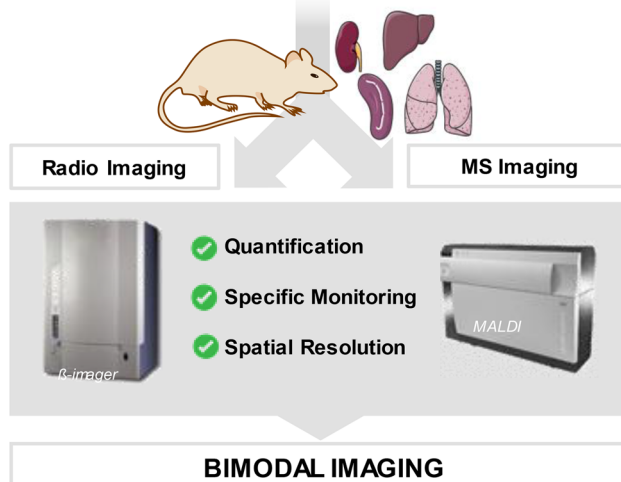 Radio Imaging
MS Imaging
Quantification
Specific Monitoring
Spatial Resolution
ß-imager
MALDI
BIMODAL IMAGING